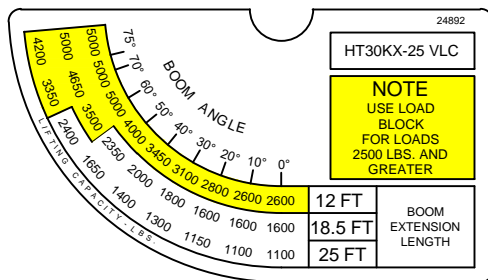 24892
HT30KX-25 VLC
NOTE
USE LOAD
BLOCK
FOR LOADS
2500 LBS. AND
GREATER
BOOM ANGLE
75° 70° 60° 50° 40° 30° 20° 10° 0°
5000 5000 5000 4000 3450 3100 2800 2600 2600 12 FT
5000 4650 3500 2350 2000 1800 1600 1600 1600 18.5 FT
4200 3350 2400 1650 1400 1300 1150 1100 1100 25 FT
LIFTING CAPACITY - LBS.
BOOM
EXTENSION
LENGTH